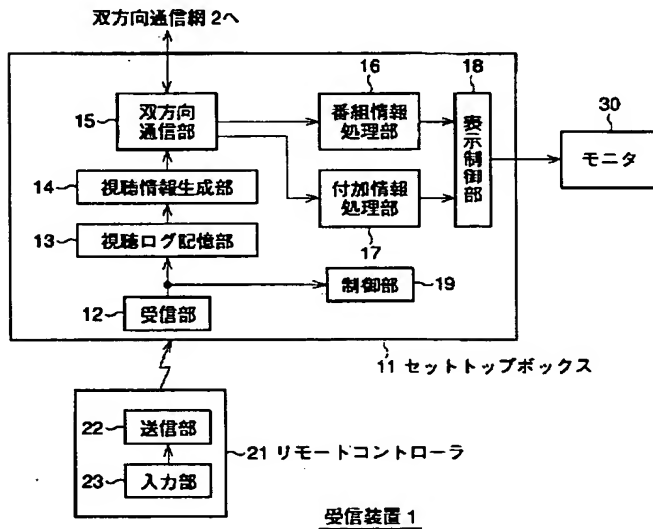 双方向通信網2へ
15
双方向
通信部
16
番組情報
処理部
18
表示制御部
30
モニタ
14
視聴情報生成部
付加情報
処理部
17
13
視聴ログ記憶部
制御部
19
12
受信部
11 セットトップボックス
22
送信部
21 リモートコントローラ
23
入力部
受信装置1